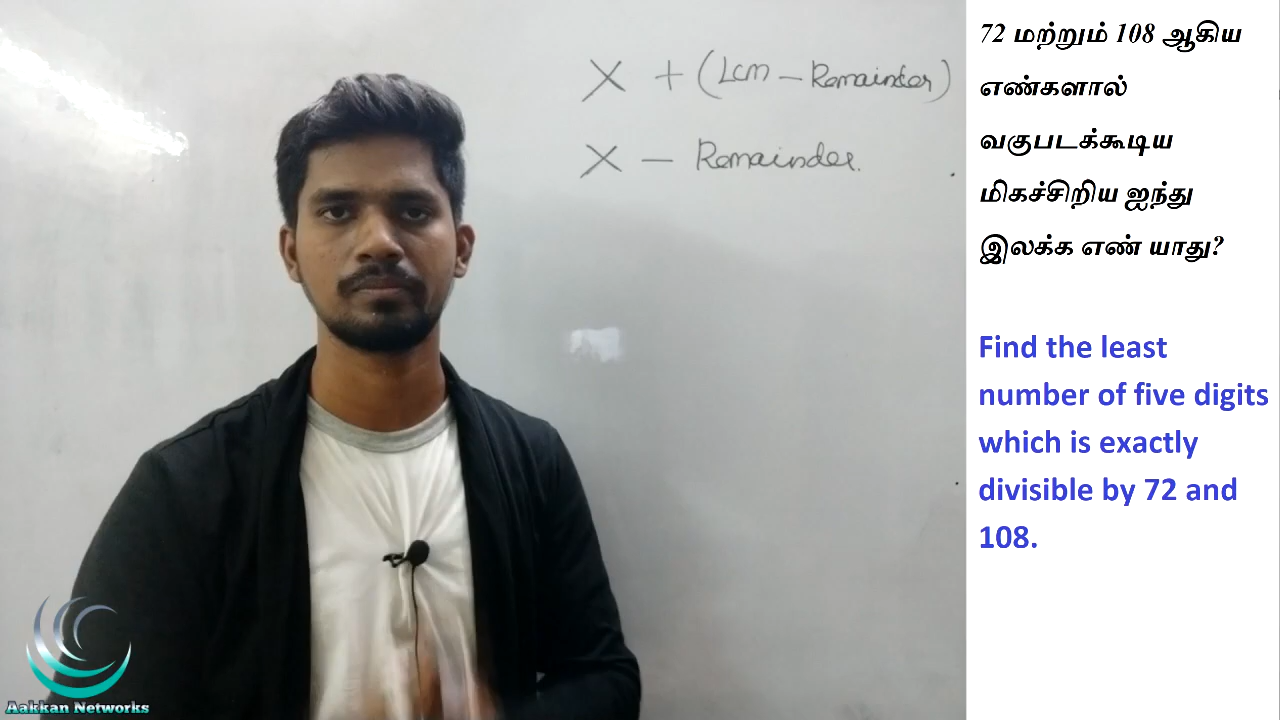 X + (Lcm - Remainder)
X - Remainder.
72 மற்றும் 108 ஆகிய
எண்களால்
வகுபடக்கூடிய
மிகச்சிறிய ஐந்து
இலக்க எண் யாது?
Find the least
number of five digits
which is exactly
divisible by 72 and
108.
Aakkan Networks